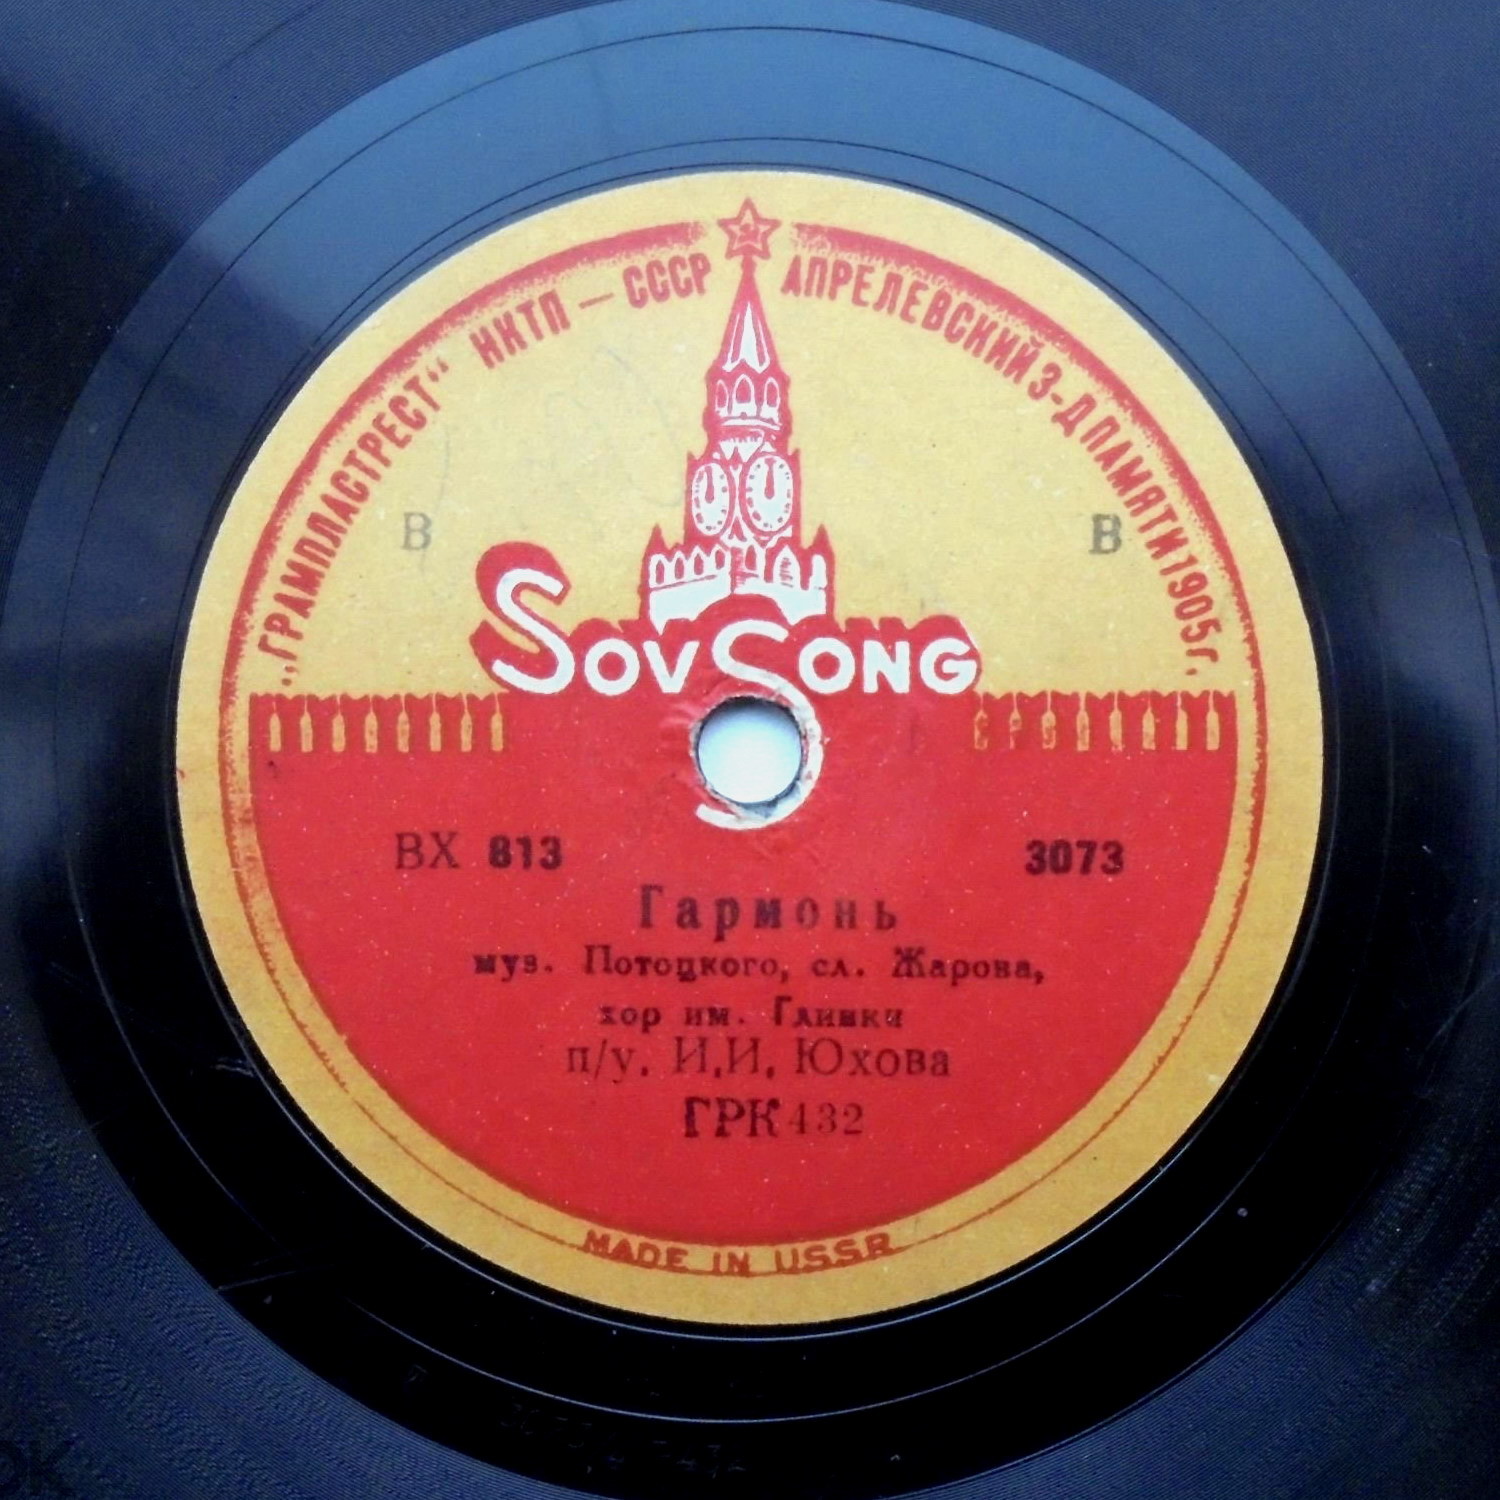 „ГРАМПЛАСТРЕСТ“ НКТП — СССР АПРЕЛЕВСКИЙ З-Д ПАМЯТИ 1905 г.
В В
SovSong
ВХ 813 3073
Гармонь
муз. Потоцкого, сл. Жарова,
хор им. Глинки
п/у. И.И. Юхова
ГРК 432
MADE IN USSR